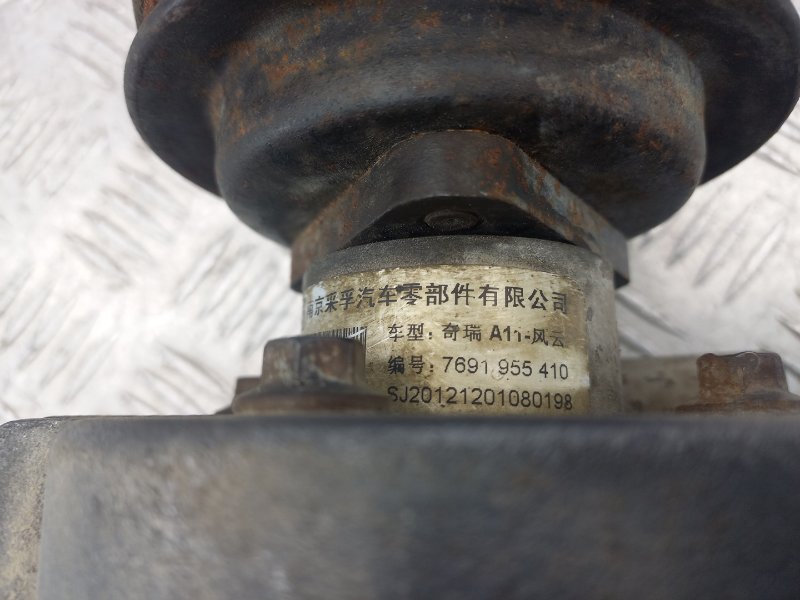 南京采孚汽车零部件有限公司
车型: 奇瑞 A11-风云
编号: 7691 955 410
SJ20121201080198